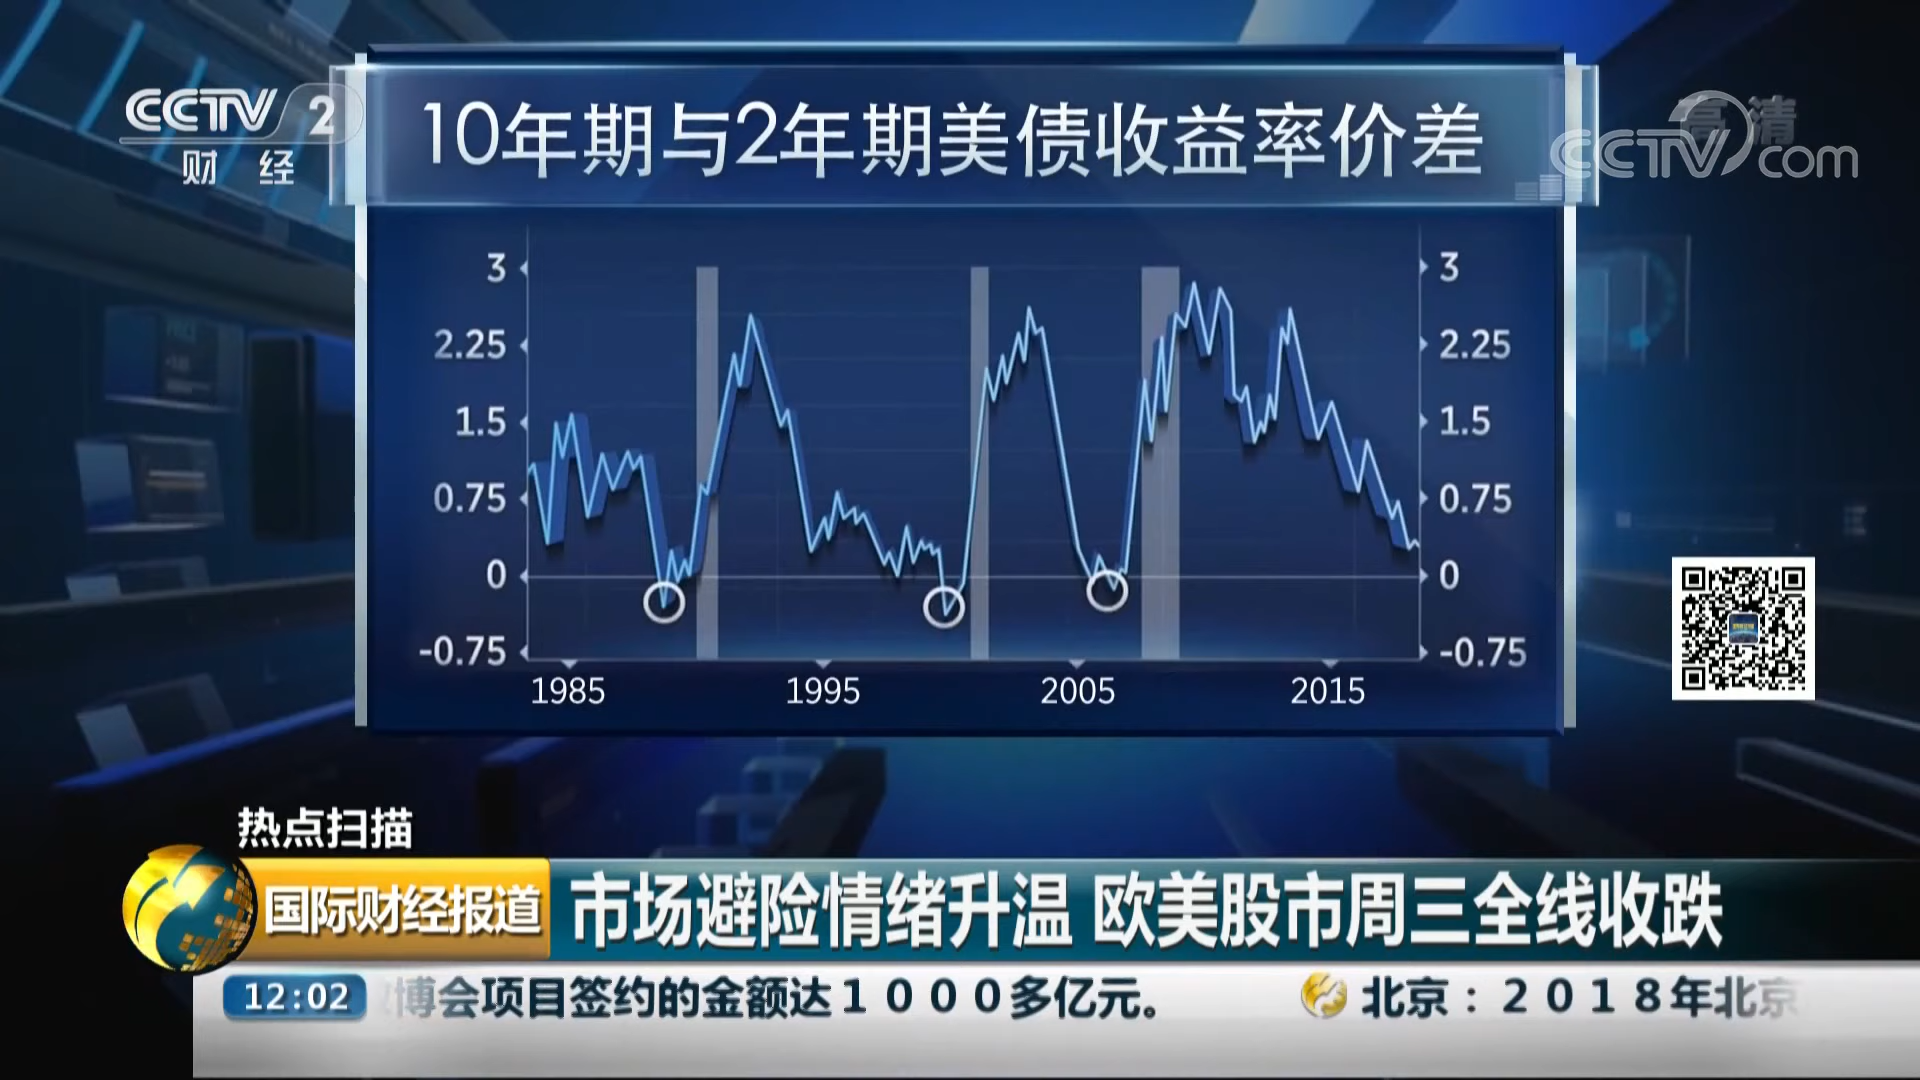 CCTV 2
财 经
10年期与2年期美债收益率价差
高清
CCTV com
3
2.25
1.5
0.75
0
-0.75
3
2.25
1.5
0.75
0
-0.75
1985 1995 2005 2015
热点扫描
国际财经报道
市场避险情绪升温 欧美股市周三全线收跌
12:02
博会项目签约的金额达1000多亿元。
北京：2018年北京